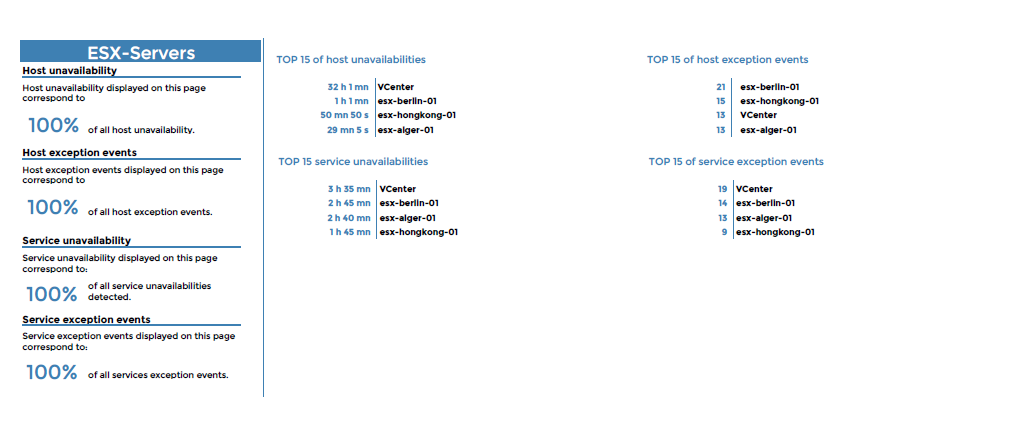 ESX-Servers
Host unavailability
Host unavailability displayed on this page
correspond to
100% of all host unavailability.
Host exception events
Host exception events displayed on this page
correspond to
100% of all host exception events.
Service unavailability
Service unavailability displayed on this page
correspond to:
100% of all service unavailabilities
detected.
Service exception events
Service exception events displayed on this page
correspond to:
100% of all services exception events.
TOP 15 of host unavailabilities
32 h 1 mn VCenter
1 h 1 mn esx-berlin-01
50 mn 50 s esx-hongkong-01
29 mn 5 s esx-alger-01
TOP 15 service unavailabilities
3 h 35 mn VCenter
2 h 45 mn esx-berlin-01
2 h 40 mn esx-alger-01
1 h 45 mn esx-hongkong-01
TOP 15 of host exception events
21 esx-berlin-01
15 esx-hongkong-01
13 VCenter
13 esx-alger-01
TOP 15 of service exception events
19 VCenter
14 esx-berlin-01
13 esx-alger-01
9 esx-hongkong-01